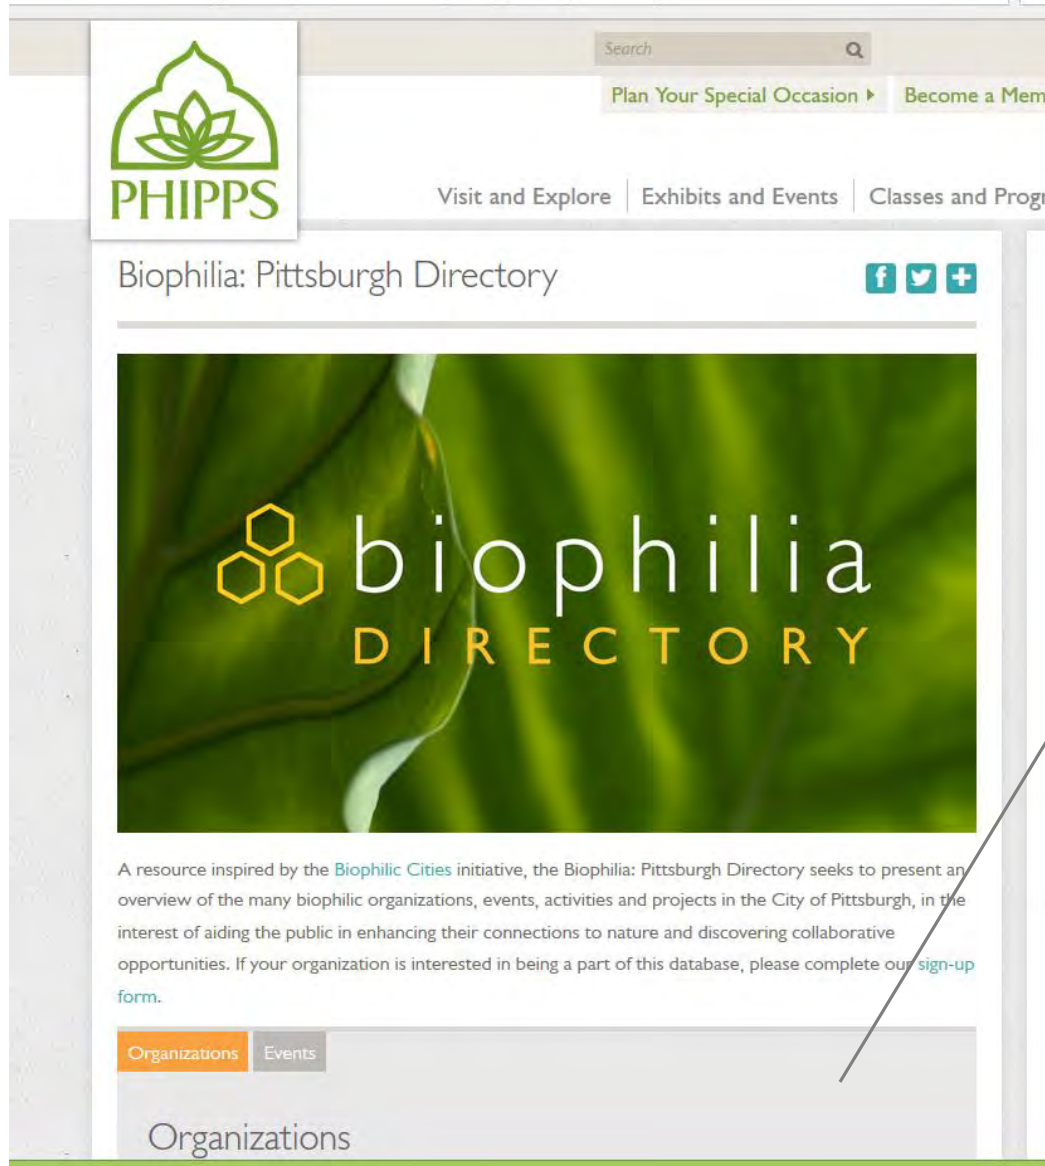 Search
Plan Your Special Occasion
Become a Mem
PHIPPS
Visit and Explore
Exhibits and Events
Classes and Progr
Biophilia: Pittsburgh Directory
biophilia
DIRECTORY
A resource inspired by the Biophilic Cities initiative, the Biophilia: Pittsburgh Directory seeks to present an
overview of the many biophilic organizations, events, activities and projects in the City of Pittsburgh, in the
interest of aiding the public in enhancing their connections to nature and discovering collaborative
opportunities. If your organization is interested in being a part of this database, please complete our sign-up
form.
Organizations
Events
Organizations